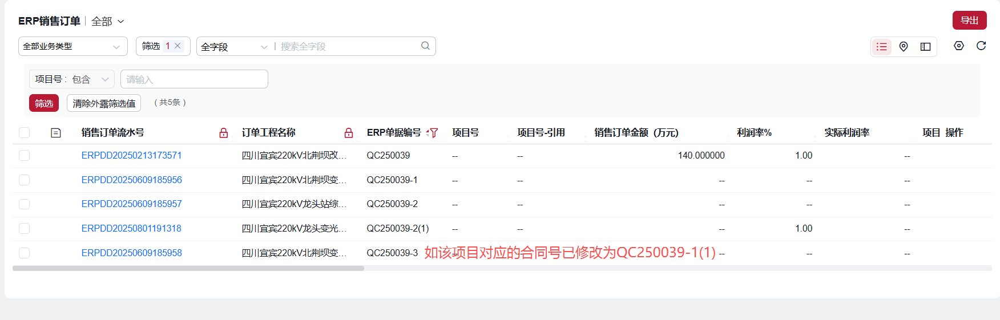 ERP销售订单 全部
导出
全部业务类型 筛选 1 全字段 搜索全字段
项目号： 包含 请输入
筛选 清除外露筛选值 （共5条）
销售订单流水号 订单工程名称 ERP单据编号 项目号 项目号-引用 销售订单金额（万元） 利润率% 实际利润率 项目 操作
ERPDD20250213173571 四川宜宾220kV北荆坝改... QC250039 -- -- 140.000000 1.00 --
ERPDD20250609185956 四川宜宾220kV北荆坝变... QC250039-1 -- -- -- -- --
ERPDD20250609185957 四川宜宾220kV龙头站综... QC250039-2 -- -- -- -- --
ERPDD20250801191318 四川宜宾220kV龙头变光... QC250039-2(1) -- -- -- 1.00 --
ERPDD20250609185958 四川宜宾220kV北荆坝变... QC250039-3 如该项目对应的合同号已修改为QC250039-1(1) -- -- --